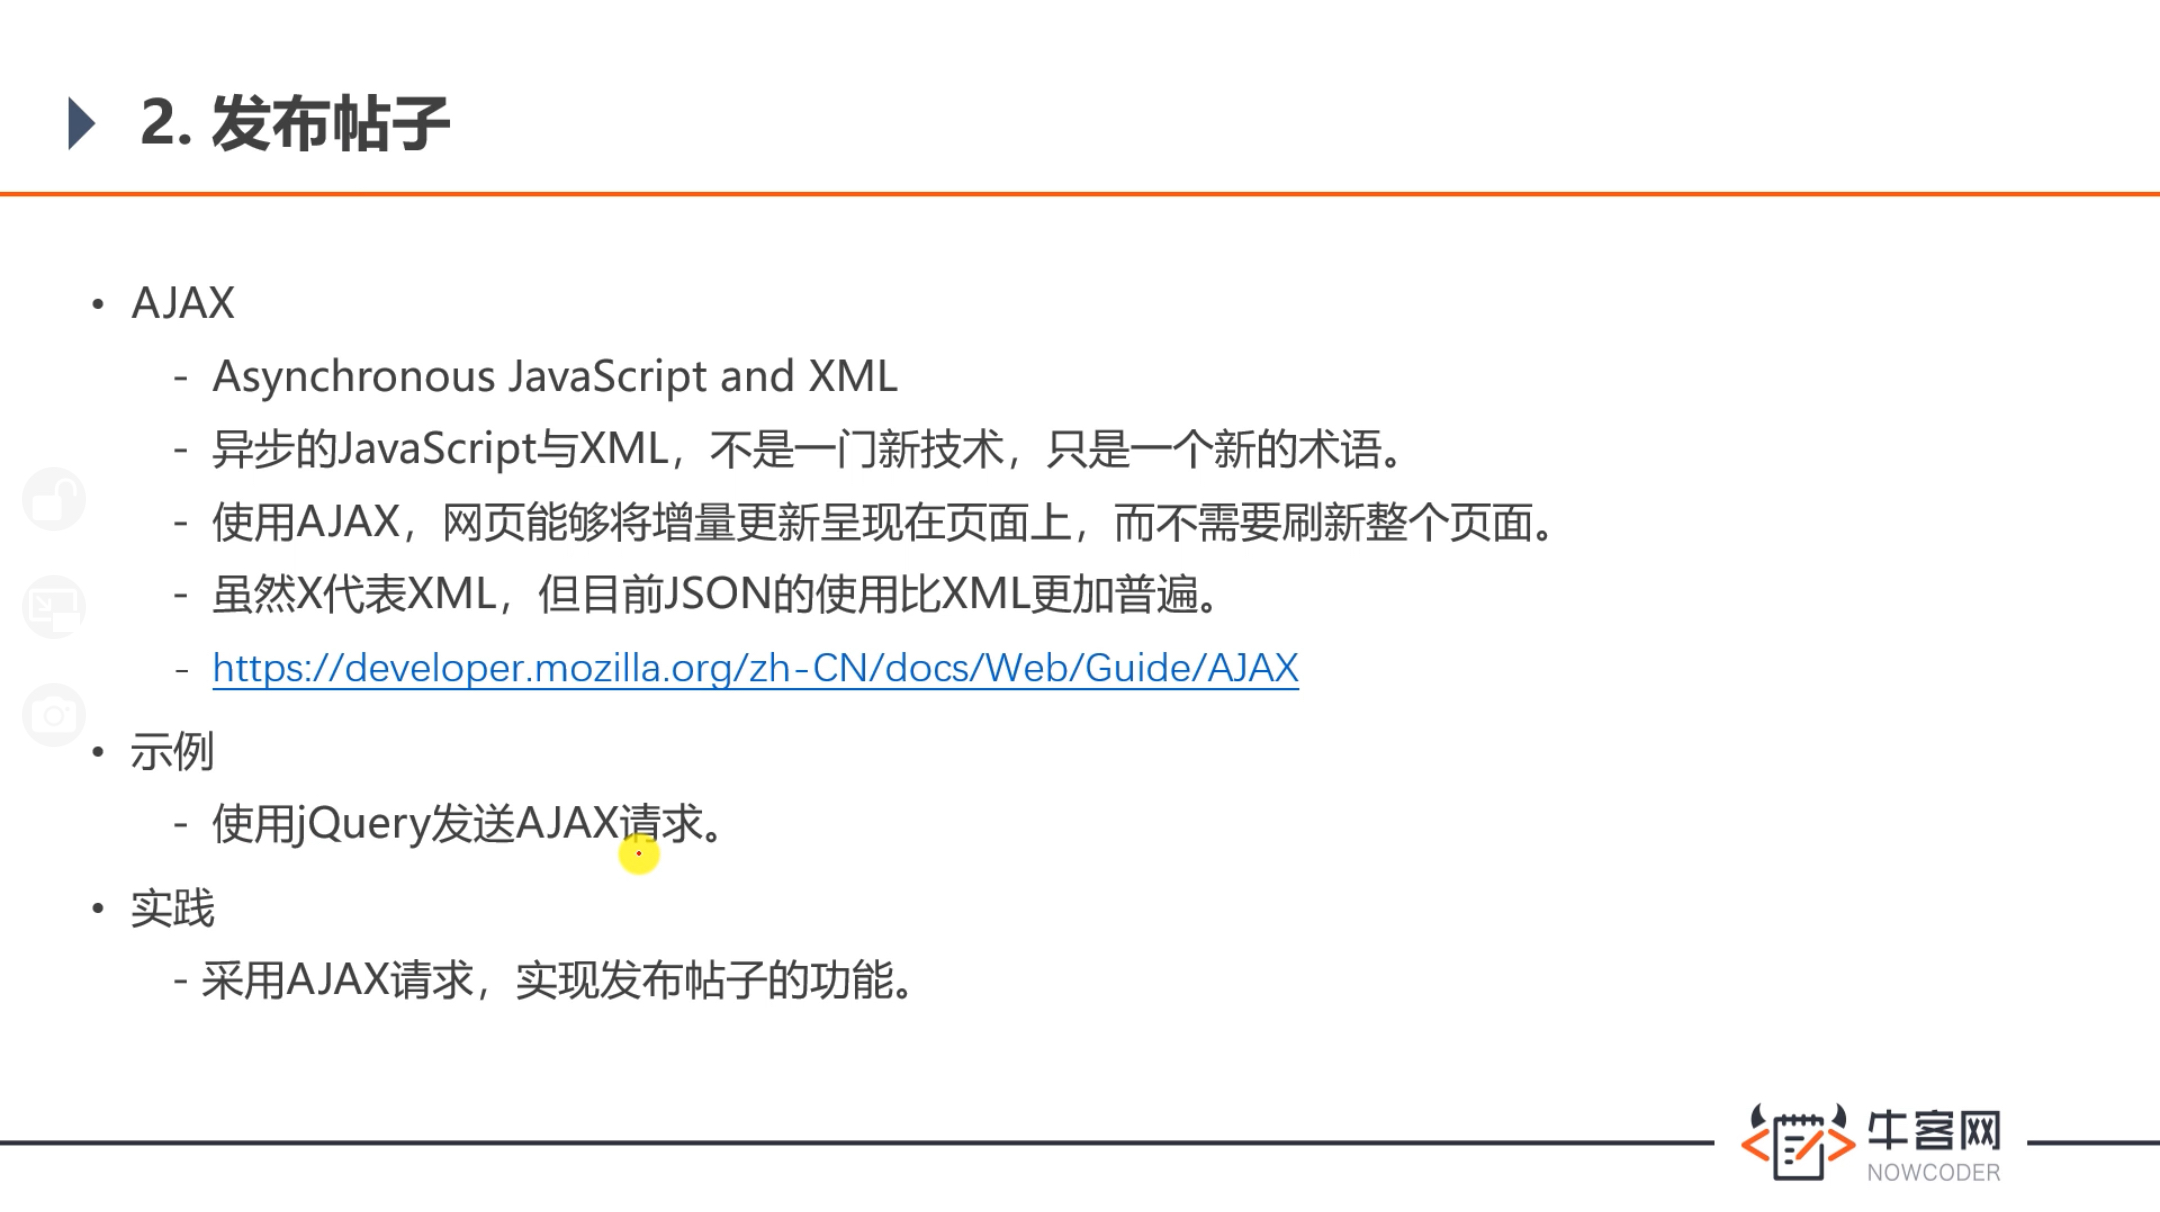 2. 发布帖子
• AJAX
- Asynchronous JavaScript and XML
- 异步的JavaScript与XML，不是一门新技术，只是一个新的术语。
- 使用AJAX，网页能够将增量更新呈现在页面上，而不需要刷新整个页面。
- 虽然X代表XML，但目前JSON的使用比XML更加普遍。
- https://developer.mozilla.org/zh-CN/docs/Web/Guide/AJAX
• 示例
- 使用jQuery发送AJAX请求。
• 实践
- 采用AJAX请求，实现发布帖子的功能。
牛客网
NOWCODER